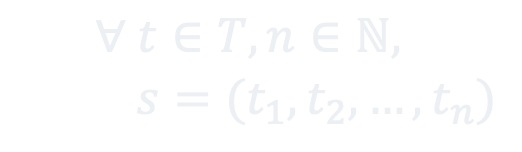 ∀ t ∈ T, n ∈ ℕ,
s = (t₁, t₂, …, tₙ)